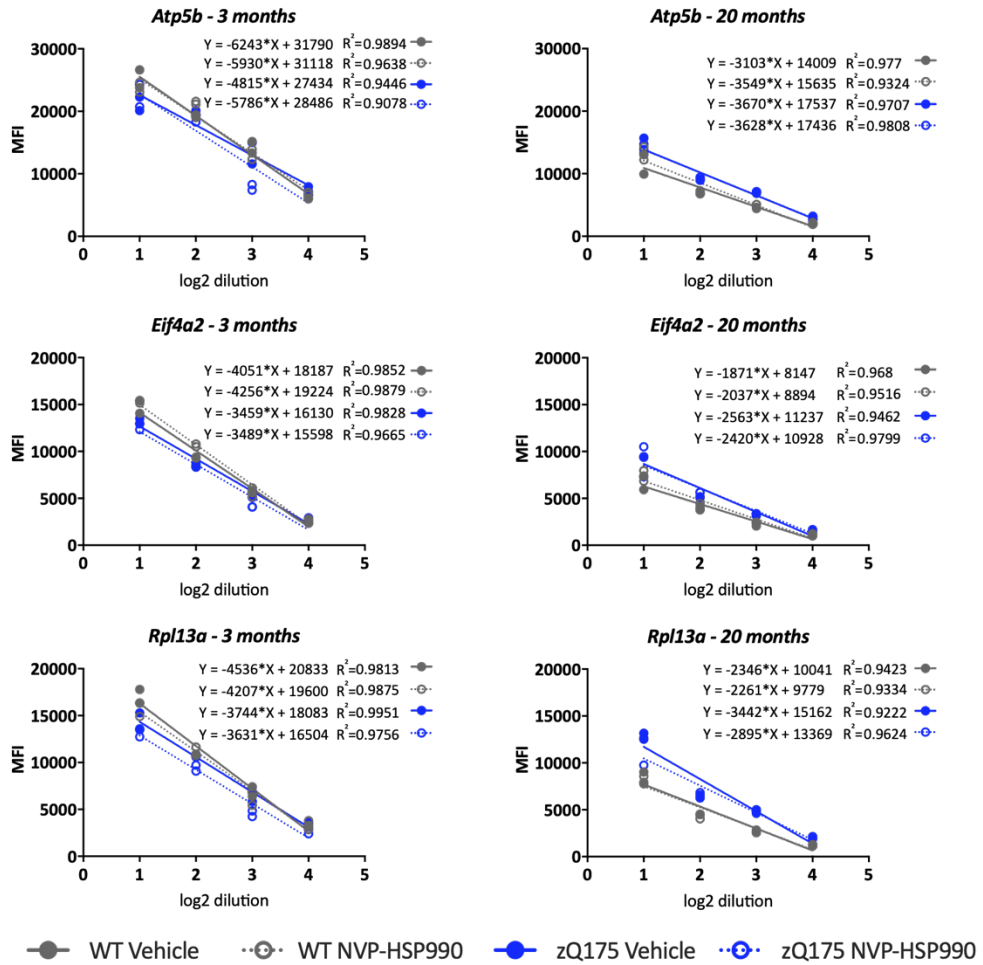 Atp5b - 3 months
Y = -6243*X + 31790 R²=0.9894
Y = -5930*X + 31118 R²=0.9638
Y = -4815*X + 27434 R²=0.9446
Y = -5786*X + 28486 R²=0.9078
30000
20000
10000
0
MFI
0 1 2 3 4 5
log2 dilution
Atp5b - 20 months
Y = -3103*X + 14009 R²=0.977
Y = -3549*X + 15635 R²=0.9324
Y = -3670*X + 17537 R²=0.9707
Y = -3628*X + 17436 R²=0.9808
30000
20000
10000
0
MFI
0 1 2 3 4 5
log2 dilution
Eif4a2 - 3 months
Y = -4051*X + 18187 R²=0.9852
Y = -4256*X + 19224 R²=0.9879
Y = -3459*X + 16130 R²=0.9828
Y = -3489*X + 15598 R²=0.9665
20000
15000
10000
5000
0
MFI
0 1 2 3 4 5
log2 dilution
Eif4a2 - 20 months
Y = -1871*X + 8147 R²=0.968
Y = -2037*X + 8894 R²=0.9516
Y = -2563*X + 11237 R²=0.9462
Y = -2420*X + 10928 R²=0.9799
20000
15000
10000
5000
0
MFI
0 1 2 3 4 5
log2 dilution
Rpl13a - 3 months
Y = -4536*X + 20833 R²=0.9813
Y = -4207*X + 19600 R²=0.9875
Y = -3744*X + 18083 R²=0.9951
Y = -3631*X + 16504 R²=0.9756
20000
15000
10000
5000
0
MFI
0 1 2 3 4 5
log2 dilution
Rpl13a - 20 months
Y = -2346*X + 10041 R²=0.9423
Y = -2261*X + 9779 R²=0.9334
Y = -3442*X + 15162 R²=0.9222
Y = -2895*X + 13369 R²=0.9624
20000
15000
10000
5000
0
MFI
0 1 2 3 4 5
log2 dilution
WT Vehicle WT NVP-HSP990 zQ175 Vehicle zQ175 NVP-HSP990